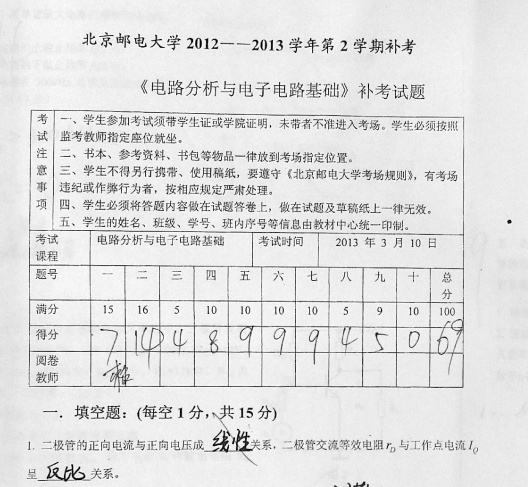 北京邮电大学 2012——2013 学年第 2 学期补考
《电路分析与电子电路基础》补考试题
考试注意事项
一、学生参加考试须带学生证或学院证明，未带者不准进入考场。学生必须按照
监考教师指定座位就坐。
二、书本、参考资料、书包等物品一律放到考场指定位置。
三、学生不得另行携带、使用稿纸，要遵守《北京邮电大学考场规则》，有考场
违纪或作弊行为者，按相应规定严肃处理。
四、学生必须将答题内容做在试题答卷上，做在试题及草稿纸上一律无效。
五、学生的姓名、班级、学号、班内序号等信息由教材中心统一印制。
考试课程 电路分析与电子电路基础 考试时间 2013 年 3 月 10 日
题号 一 二 三 四 五 六 七 八 九 十 总分
满分 15 16 5 10 10 10 10 5 9 10 100
得分 7 14 4 8 9 9 9 4 5 0 69
阅卷教师
一．填空题：(每空 1 分，共 15 分)
1. 二极管的正向电流与正向电压成 线性 关系，二极管交流等效电阻 r_D 与工作点电流 I_Q
呈 反比 关系。